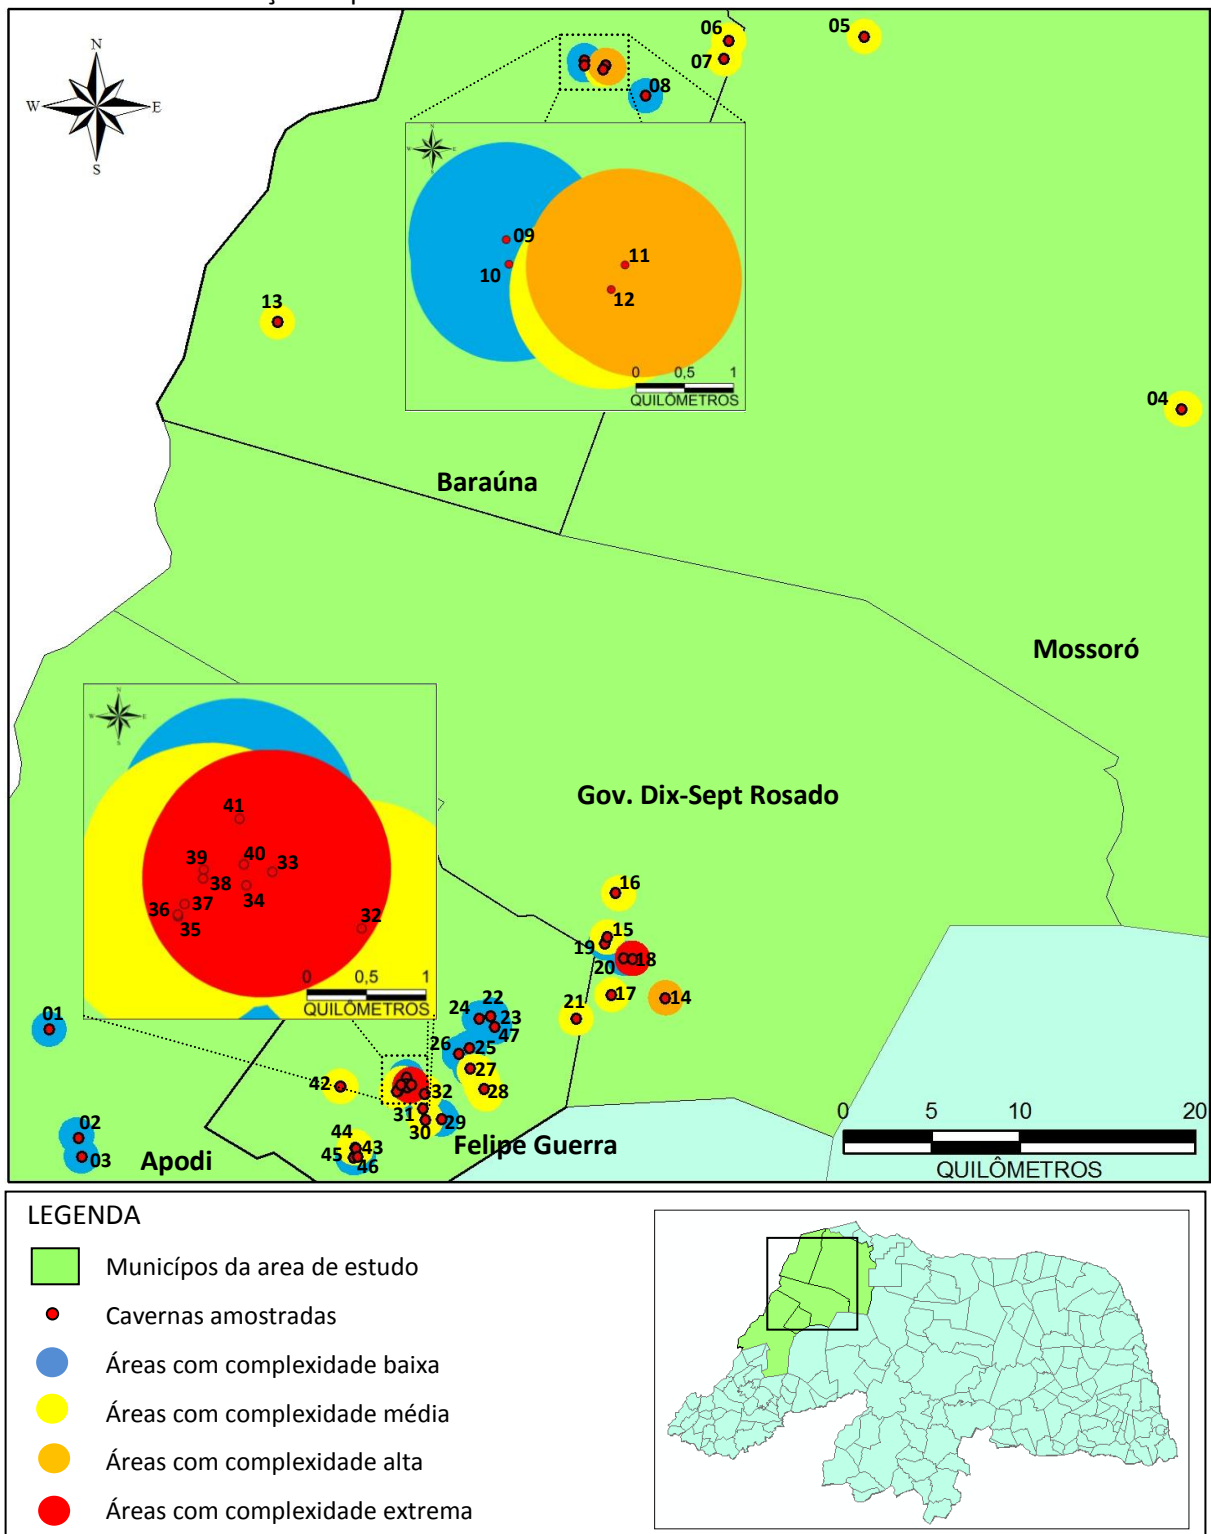 06
05
07
08
N
W
E
S
09
10
11
12
0 0,5 1
QUILÔMETROS
13
04
Baraúna
Mossoró
Gov. Dix-Sept Rosado
41
39
40
33
38
34
37
36
35
32
0 0,5 1
QUILÔMETROS
16
15
19
18
20
17
14
21
22
24
23
47
25
26
27
28
01
42
32
31
29
30
02
03
44
43
45
46
Felipe Guerra
Apodi
0 5 10 20
QUILÔMETROS
LEGENDA
Municípos da area de estudo
Cavernas amostradas
Áreas com complexidade baixa
Áreas com complexidade média
Áreas com complexidade alta
Áreas com complexidade extrema